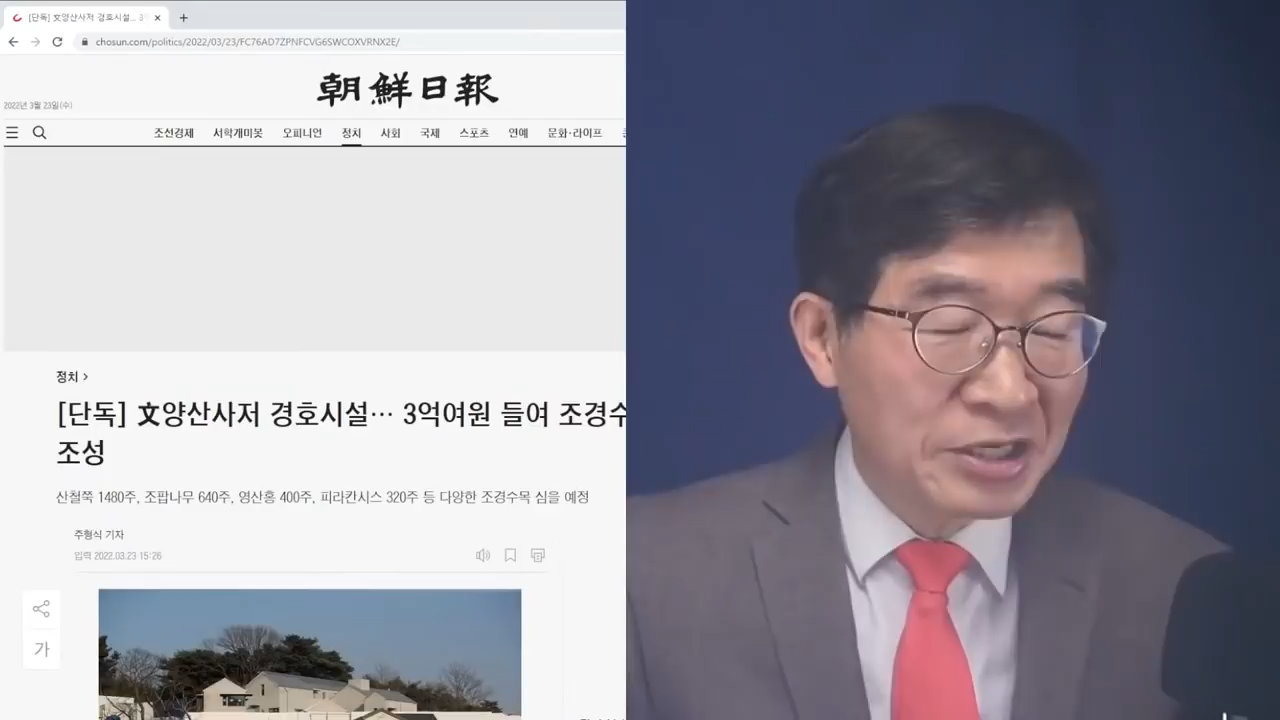 [단독] 文양산사저 경호시설… 3
chosun.com/politics/2022/03/23/FC76AD7ZPNFCVG6SWCOXVRNX2E/
朝鮮日報
2022년 3월 23일(수)
조선경제 서학개미봇 오피니언 정치 사회 국제 스포츠 연예 문화·라이프
정치 >
[단독] 文양산사저 경호시설… 3억여원 들여 조경수
조성
산철쭉 1480주, 조팝나무 640주, 영산홍 400주, 피라칸시스 320주 등 다양한 조경수목 심을 예정
주형식 기자
입력 2022.03.23 15:26
가